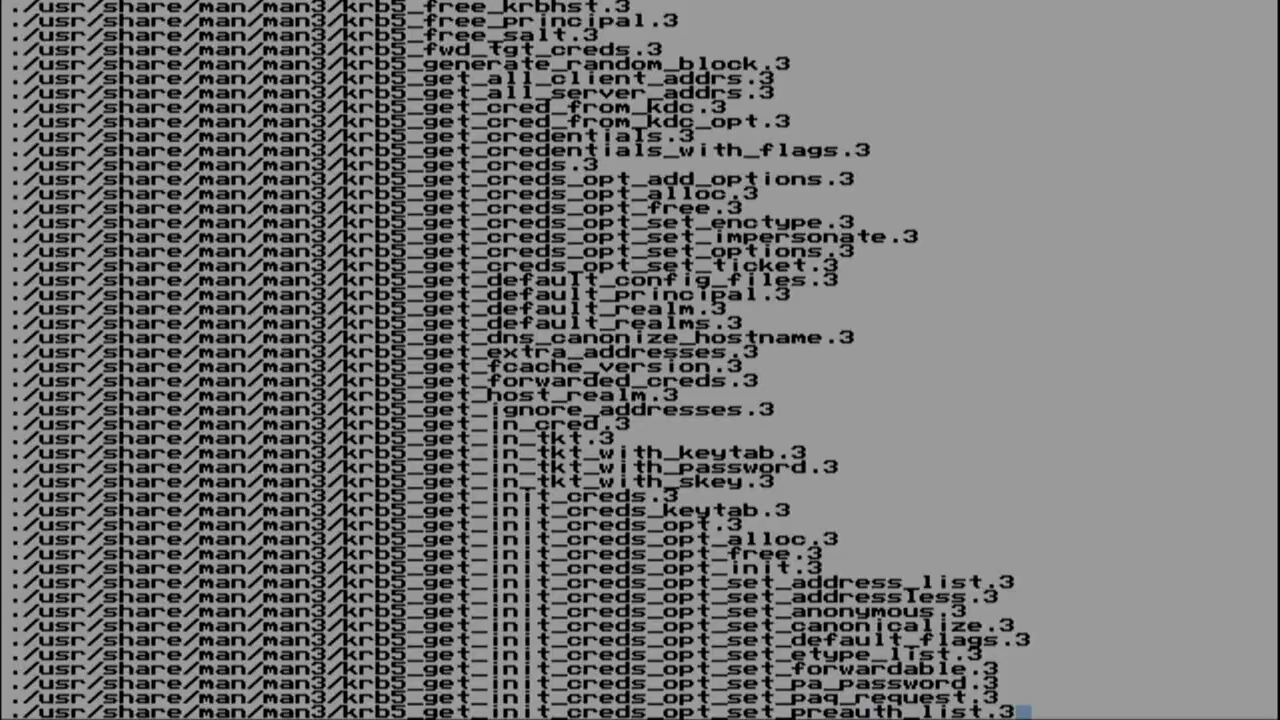 ./usr/share/man/man3/krb5_free_krbhst.3
./usr/share/man/man3/krb5_free_principal.3
./usr/share/man/man3/krb5_free_salt.3
./usr/share/man/man3/krb5_fwd_tgt_creds.3
./usr/share/man/man3/krb5_generate_random_block.3
./usr/share/man/man3/krb5_get_all_client_addrs.3
./usr/share/man/man3/krb5_get_all_server_addrs.3
./usr/share/man/man3/krb5_get_cred_from_kdc.3
./usr/share/man/man3/krb5_get_cred_from_kdc_opt.3
./usr/share/man/man3/krb5_get_credentials.3
./usr/share/man/man3/krb5_get_credentials_with_flags.3
./usr/share/man/man3/krb5_get_creds.3
./usr/share/man/man3/krb5_get_creds_opt_add_options.3
./usr/share/man/man3/krb5_get_creds_opt_alloc.3
./usr/share/man/man3/krb5_get_creds_opt_free.3
./usr/share/man/man3/krb5_get_creds_opt_set_enctype.3
./usr/share/man/man3/krb5_get_creds_opt_set_impersonate.3
./usr/share/man/man3/krb5_get_creds_opt_set_options.3
./usr/share/man/man3/krb5_get_creds_opt_set_ticket.3
./usr/share/man/man3/krb5_get_default_config_files.3
./usr/share/man/man3/krb5_get_default_principal.3
./usr/share/man/man3/krb5_get_default_realm.3
./usr/share/man/man3/krb5_get_default_realms.3
./usr/share/man/man3/krb5_get_dns_canonize_hostname.3
./usr/share/man/man3/krb5_get_extra_addresses.3
./usr/share/man/man3/krb5_get_fcache_version.3
./usr/share/man/man3/krb5_get_forwarded_creds.3
./usr/share/man/man3/krb5_get_host_realm.3
./usr/share/man/man3/krb5_get_ignore_addresses.3
./usr/share/man/man3/krb5_get_in_cred.3
./usr/share/man/man3/krb5_get_in_tkt.3
./usr/share/man/man3/krb5_get_in_tkt_with_keytab.3
./usr/share/man/man3/krb5_get_in_tkt_with_password.3
./usr/share/man/man3/krb5_get_in_tkt_with_skey.3
./usr/share/man/man3/krb5_get_init_creds.3
./usr/share/man/man3/krb5_get_init_creds_keytab.3
./usr/share/man/man3/krb5_get_init_creds_opt.3
./usr/share/man/man3/krb5_get_init_creds_opt_alloc.3
./usr/share/man/man3/krb5_get_init_creds_opt_free.3
./usr/share/man/man3/krb5_get_init_creds_opt_init.3
./usr/share/man/man3/krb5_get_init_creds_opt_set_address_list.3
./usr/share/man/man3/krb5_get_init_creds_opt_set_addressless.3
./usr/share/man/man3/krb5_get_init_creds_opt_set_anonymous.3
./usr/share/man/man3/krb5_get_init_creds_opt_set_canonicalize.3
./usr/share/man/man3/krb5_get_init_creds_opt_set_default_flags.3
./usr/share/man/man3/krb5_get_init_creds_opt_set_etype_list.3
./usr/share/man/man3/krb5_get_init_creds_opt_set_forwardable.3
./usr/share/man/man3/krb5_get_init_creds_opt_set_pa_password.3
./usr/share/man/man3/krb5_get_init_creds_opt_set_paq_request.3
./usr/share/man/man3/krb5_get_init_creds_opt_set_preauth_list.3